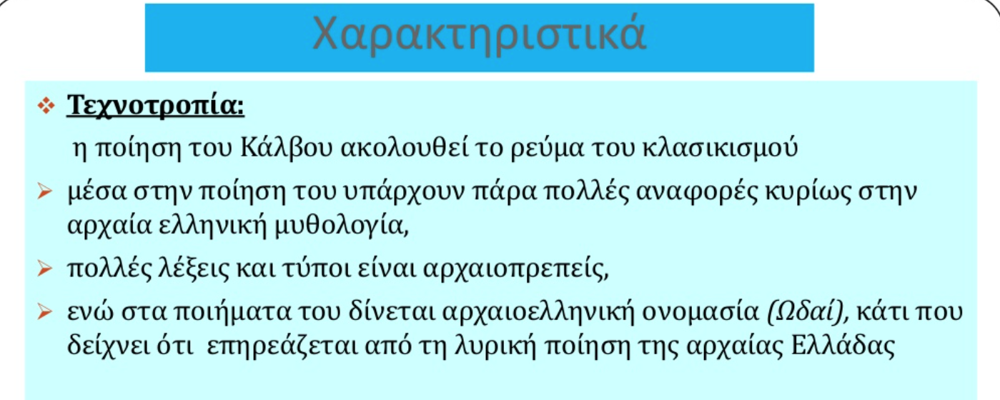 Χαρακτηριστικά
❖ Τεχνοτροπία:
η ποίηση του Κάλβου ακολουθεί το ρεύμα του κλασικισμού
➢ μέσα στην ποίηση του υπάρχουν πάρα πολλές αναφορές κυρίως στην
αρχαία ελληνική μυθολογία,
➢ πολλές λέξεις και τύποι είναι αρχαιοπρεπείς,
➢ ενώ στα ποιήματα του δίνεται αρχαιοελληνική ονομασία (Ωδαί), κάτι που
δείχνει ότι επηρεάζεται από τη λυρική ποίηση της αρχαίας Ελλάδας